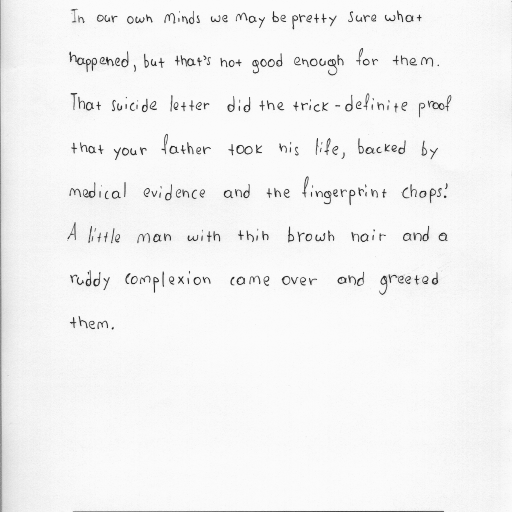 In our own minds we may be pretty sure what
happened, but that's not good enough for them.
That suicide letter did the trick-definite proof
that your father took his life, backed by
medical evidence and the fingerprint chaps!
A little man with thin brown hair and a
ruddy complexion came over and greeted
them.